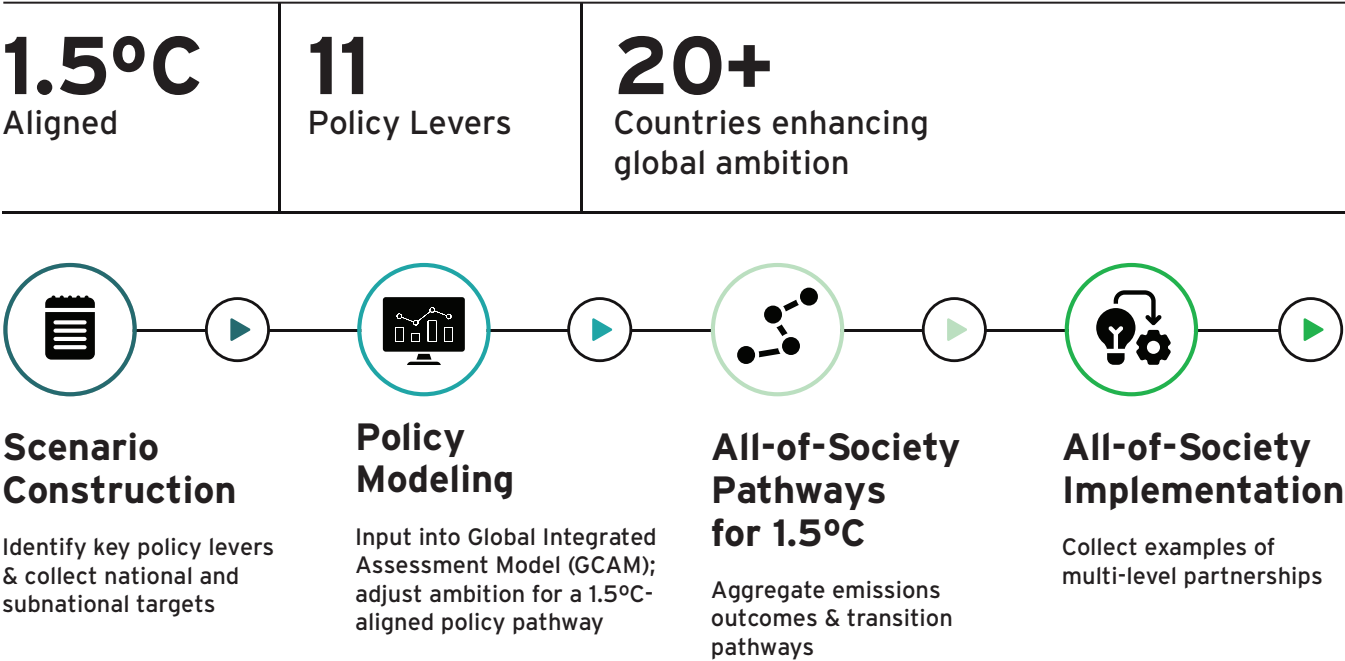 1.5ºC
Aligned
11
Policy Levers
20+
Countries enhancing
global ambition
Scenario
Construction
Identify key policy levers
& collect national and
subnational targets
Policy
Modeling
Input into Global Integrated
Assessment Model (GCAM);
adjust ambition for a 1.5ºC-
aligned policy pathway
All-of-Society
Pathways
for 1.5ºC
Aggregate emissions
outcomes & transition
pathways
All-of-Society
Implementation
Collect examples of
multi-level partnerships